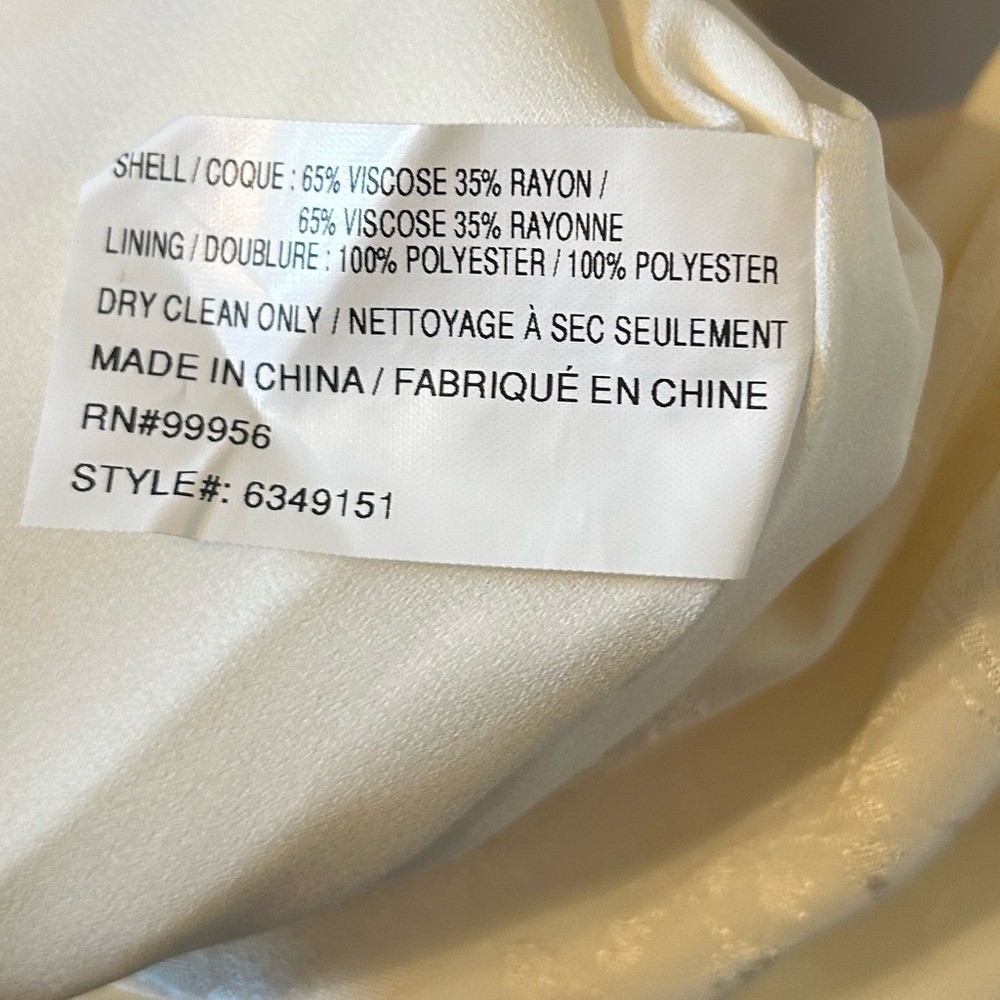 SHELL / COQUE : 65% VISCOSE 35% RAYON /
65% VISCOSE 35% RAYONNE
LINING / DOUBLURE : 100% POLYESTER / 100% POLYESTER
DRY CLEAN ONLY / NETTOYAGE À SEC SEULEMENT
MADE IN CHINA / FABRIQUÉ EN CHINE
RN#99956
STYLE#: 6349151